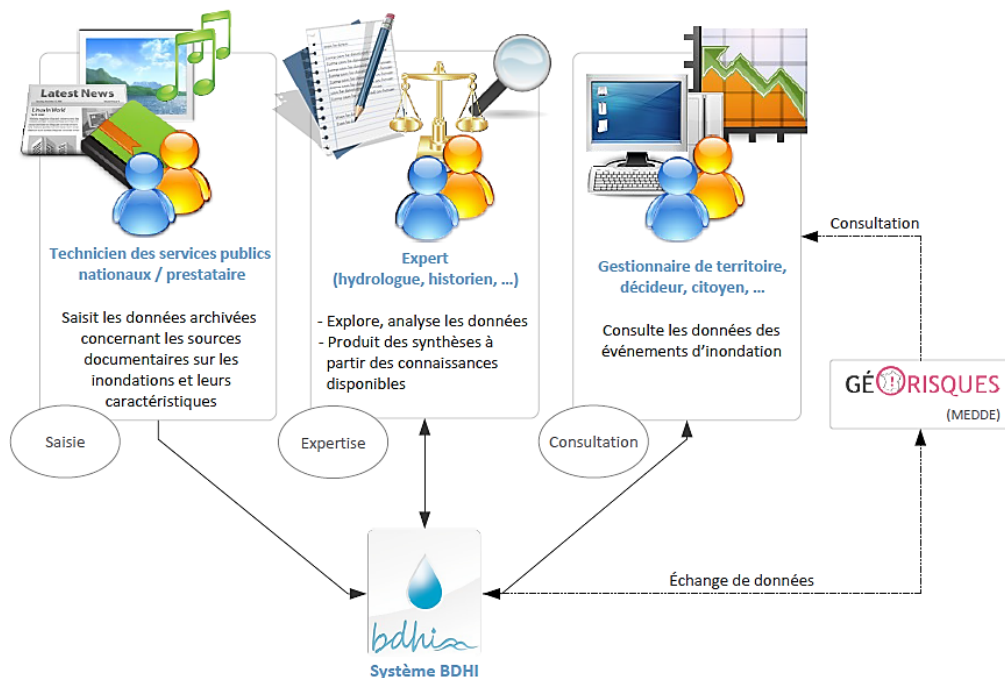 Latest News
Technicien des services publics
nationaux / prestataire
Saisit les données archivées
concernant les sources
documentaires sur les
inondations et leurs
caractéristiques
Saisie
Expert
(hydrologue, historien, …)
- Explore, analyse les données
- Produit des synthèses à
partir des connaissances
disponibles
Expertise
Gestionnaire de territoire,
décideur, citoyen, …
Consulte les données des
événements d’inondation
Consultation
Consultation
GÉORISQUES
(MEDDE)
Échange de données
bdhi
Système BDHI